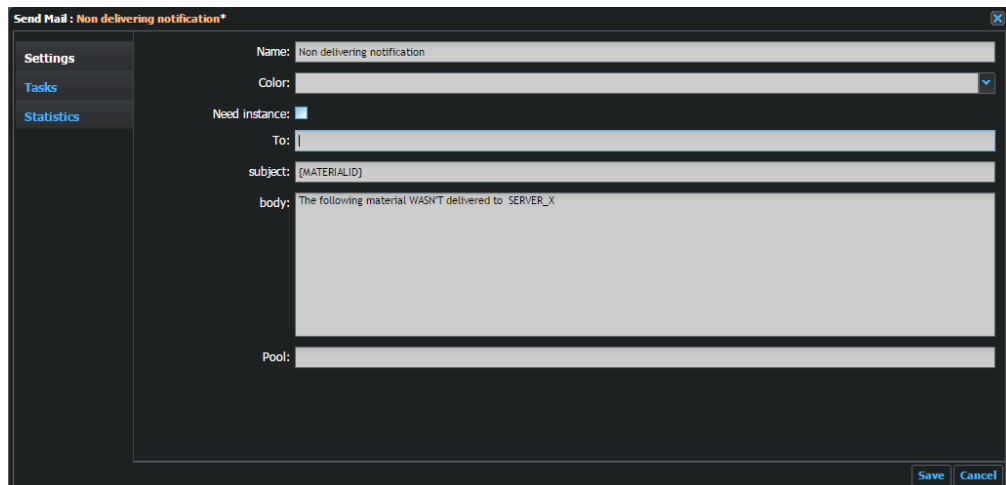 Send Mail : Non delivering notification*
Settings
Tasks
Statistics
Name: Non delivering notification
Color:
Need instance:
To:
subject: {MATERIALID}
body: The following material WASN'T delivered to SERVER_X
Pool:
Save Cancel